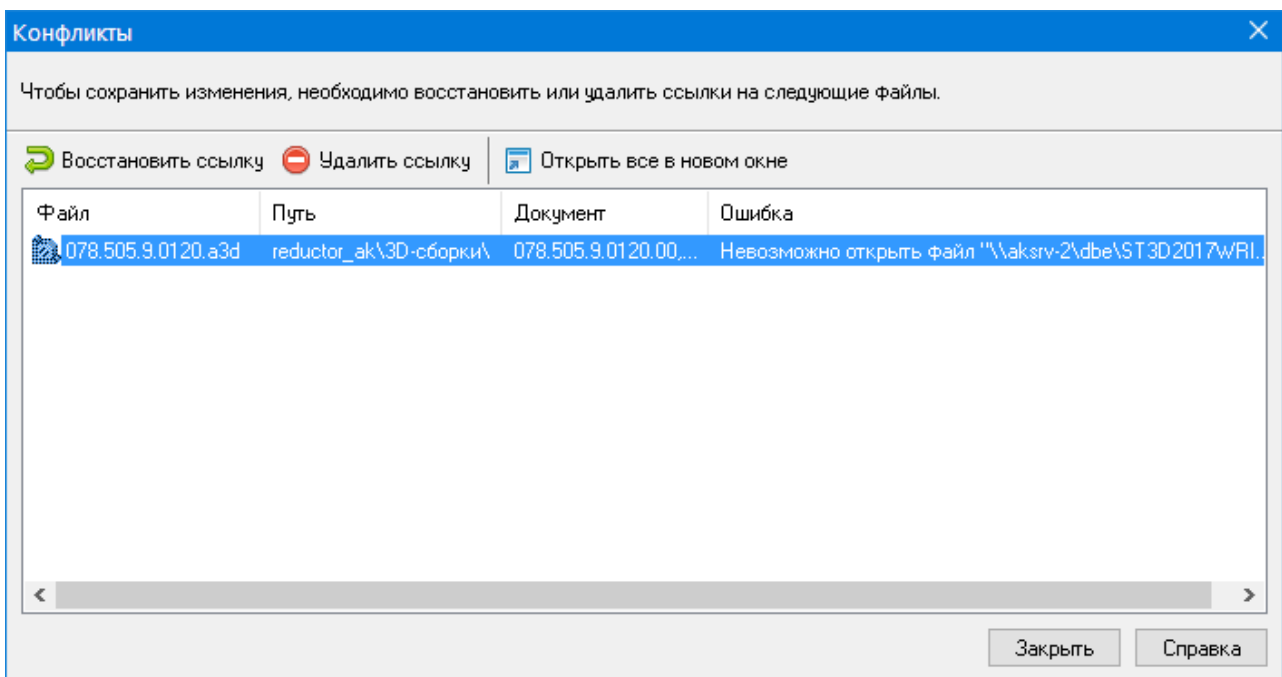 Конфликты
Чтобы сохранить изменения, необходимо восстановить или удалить ссылки на следующие файлы.
Восстановить ссылку Удалить ссылку Открыть все в новом окне
Файл Путь Документ Ошибка
078.505.9.0120.a3d reductor_ak\3D-сборки\ 078.505.9.0120.00,... Невозможно открыть файл "\\aksrv-2\dbe\ST3D2017WRI...
Закрыть Справка